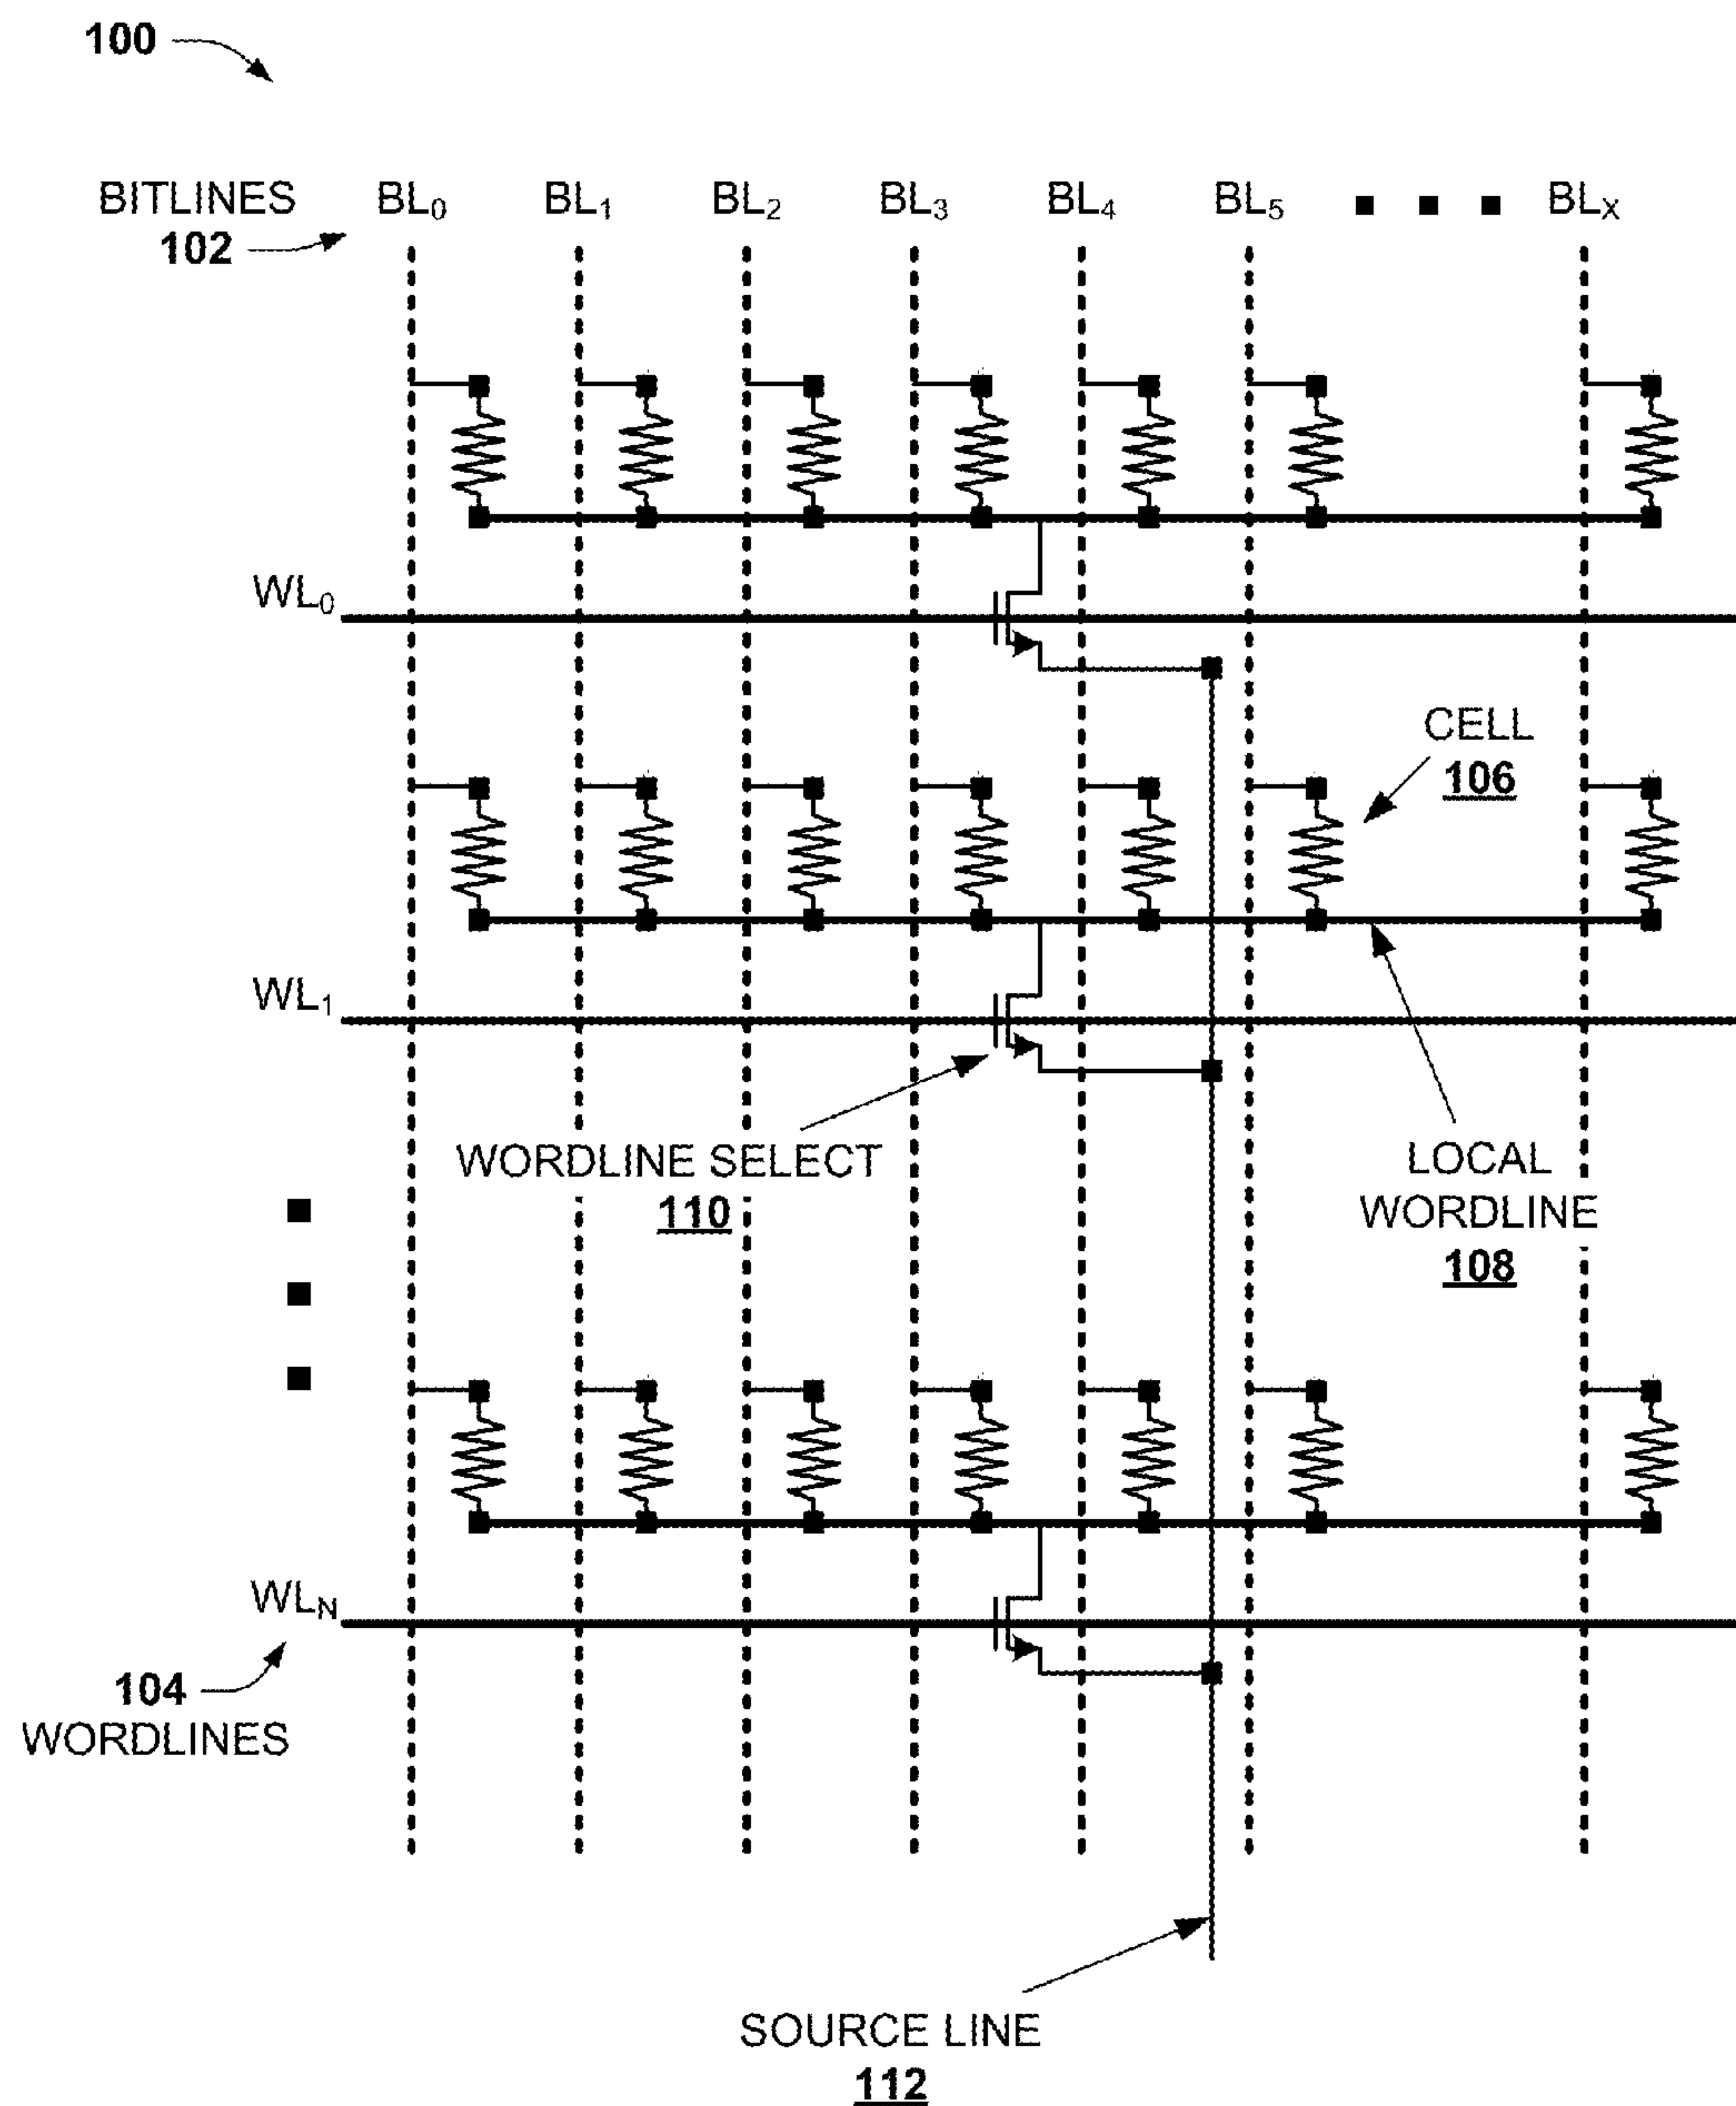 100
BITLINES
102
BL₀ BL₁ BL₂ BL₃ BL₄ BL₅ BLₓ
WL₀
CELL
106
WL₁
WORDLINE SELECT
110
LOCAL
WORDLINE
108
WL_N
104
WORDLINES
SOURCE LINE
112